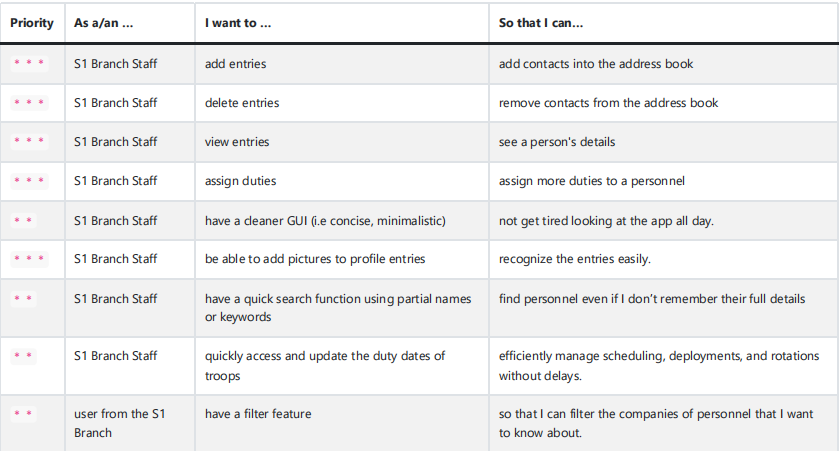 Priority As a/an ... I want to ... So that I can...
* * * S1 Branch Staff add entries add contacts into the address book
* * * S1 Branch Staff delete entries remove contacts from the address book
* * * S1 Branch Staff view entries see a person's details
* * * S1 Branch Staff assign duties assign more duties to a personnel
* * S1 Branch Staff have a cleaner GUI (i.e concise, minimalistic) not get tired looking at the app all day.
* * * S1 Branch Staff be able to add pictures to profile entries recognize the entries easily.
* * S1 Branch Staff have a quick search function using partial names find personnel even if I don’t remember their full details
or keywords
* * S1 Branch Staff quickly access and update the duty dates of efficiently manage scheduling, deployments, and rotations
troops without delays.
* * user from the S1 have a filter feature so that I can filter the companies of personnel that I want
Branch to know about.